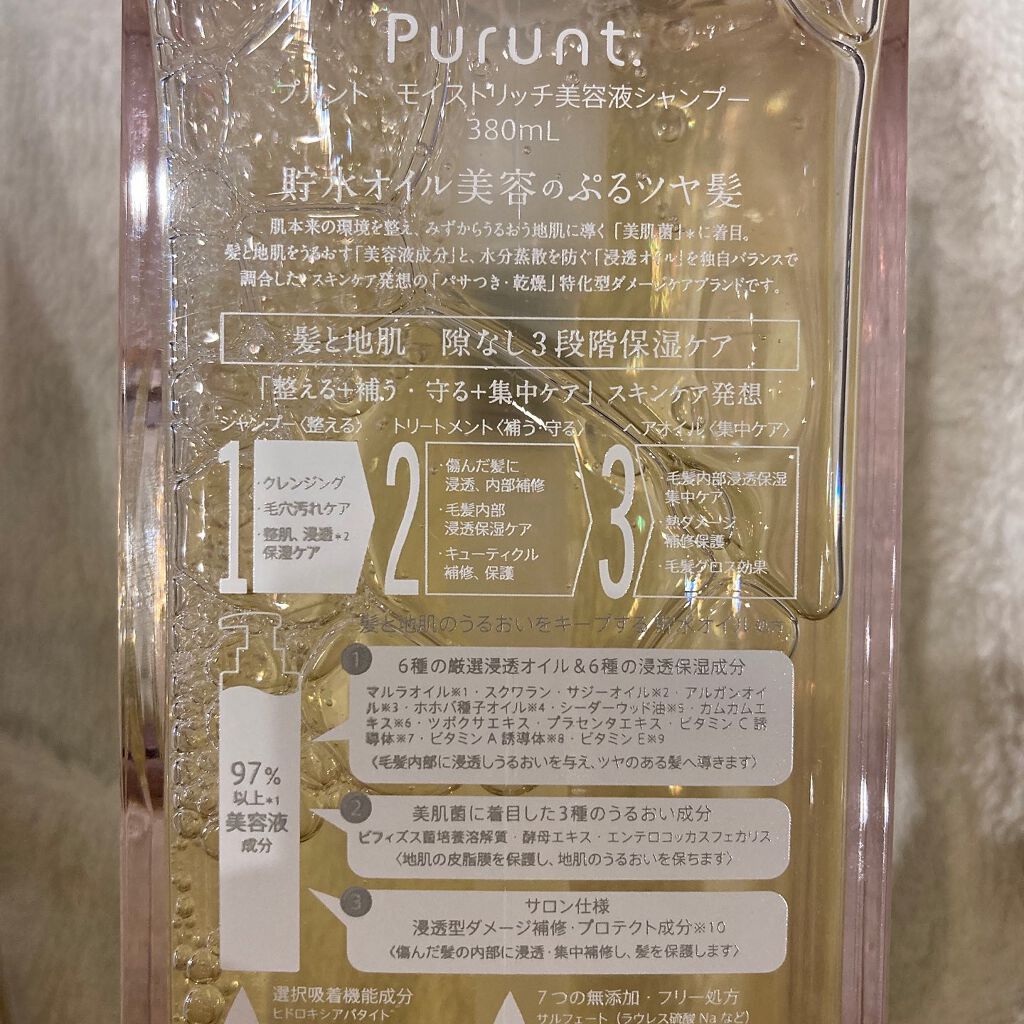 Purunt.
プルント　モイストリッチ美容液シャンプー
380mL
貯水オイル美容のぷるツヤ髪
肌本来の環境を整え、みずからうるおう地肌に導く「美肌菌」*に着目。
髪と地肌をうるおす「美容液成分」と、水分蒸散を防ぐ「浸透オイル」を独自バランスで
調合した、スキンケア発想の「パサつき・乾燥」特化型ダメージケアブランドです。
髪と地肌　隙なし3段階保湿ケア
「整える+補う・守る+集中ケア」スキンケア発想
シャンプー〈整える〉　トリートメント〈補う・守る〉　ヘアオイル〈集中ケア〉
1
・クレンジング
・毛穴汚れケア
・整肌、浸透*2
保湿ケア
2
・傷んだ髪に
浸透、内部補修
・毛髪内部
浸透保湿ケア
・キューティクル
補修、保護
3
・毛髪内部浸透保湿
集中ケア
・熱ダメージ
補修保護
・毛髪グロス効果
髪と地肌のうるおいをキープする 貯水オイル
97%
以上*1
美容液
成分
1
6種の厳選浸透オイル&6種の浸透保湿成分
マルラオイル※1・スクワラン・サジーオイル※2・アルガンオイ
ル※3・ホホバ種子オイル※4・シーダーウッド油※5・カムカムエ
キス※6・ツボクサエキス・プラセンタエキス・ビタミンC誘
導体※7・ビタミンA誘導体※8・ビタミンE※9
〈毛髪内部に浸透しうるおいを与え、ツヤのある髪へ導きます〉
2
美肌菌に着目した3種のうるおい成分
ビフィズス菌培養溶解質・酵母エキス・エンテロコッカスフェカリス
〈地肌の皮脂膜を保護し、地肌のうるおいを保ちます〉
3
サロン仕様
浸透型ダメージ補修・プロテクト成分※10
〈傷んだ髪の内部に浸透・集中補修し、髪を保護します〉
選択吸着機能成分
ヒドロキシアパタイト
7つの無添加・フリー処方
サルフェート（ラウレス硫酸Naなど）